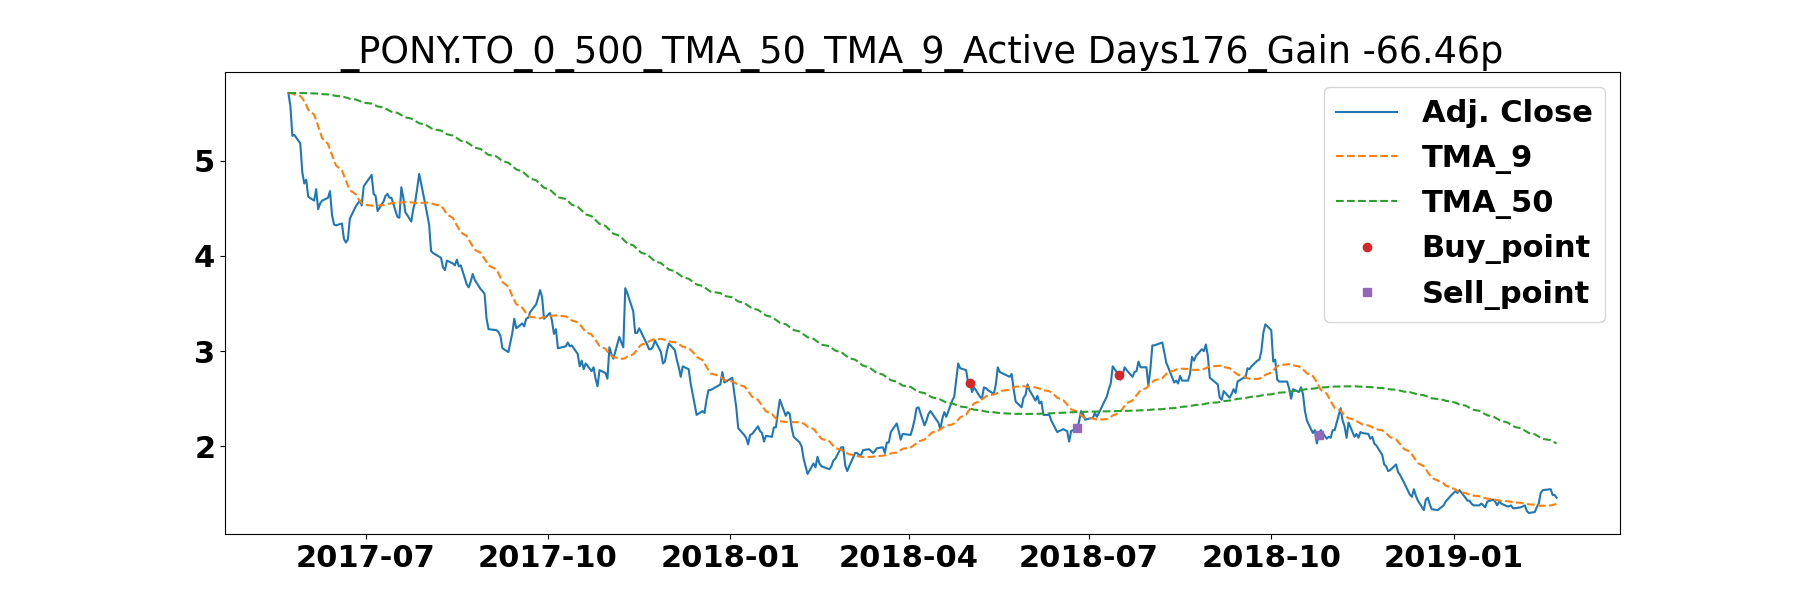 _PONY.TO_0_500_TMA_50_TMA_9_Active Days176_Gain -66.46p
Adj. Close
TMA_9
TMA_50
Buy_point
Sell_point
5
4
3
2
2017-07 2017-10 2018-01 2018-04 2018-07 2018-10 2019-01